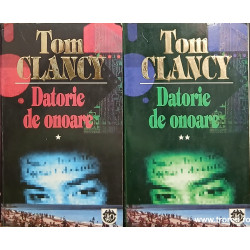 Tom
CLANCY
Datorie
de onoare
*
Tom
CLANCY
Datorie
de onoare
**